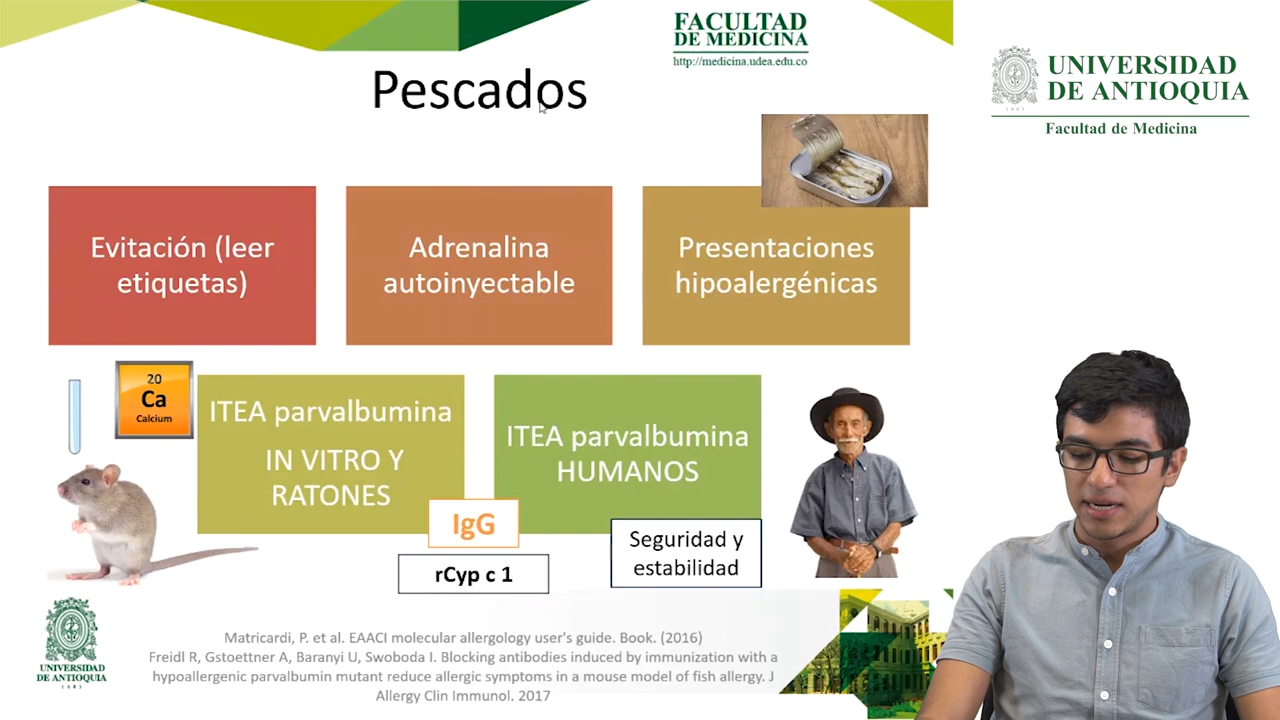 FACULTAD
DE MEDICINA
http://medicina.udea.edu.co
UNIVERSIDAD
DE ANTIOQUIA
1803
Facultad de Medicina
Pescados
Evitación (leer
etiquetas)
Adrenalina
autoinyectable
Presentaciones
hipoalergénicas
20
Ca
Calcium
ITEA parvalbumina
IN VITRO Y
RATONES
ITEA parvalbumina
HUMANOS
IgG
rCyp c 1
Seguridad y
estabilidad
UNIVERSIDAD
DE ANTIOQUIA
1803
Matricardi, P. et al. EAACI molecular allergology user's guide. Book. (2016)
Freidl R, Gstoettner A, Baranyi U, Swoboda I. Blocking antibodies induced by immunization with a
hypoallergenic parvalbumin mutant reduce allergic symptoms in a mouse model of fish allergy. J
Allergy Clin Immunol. 2017